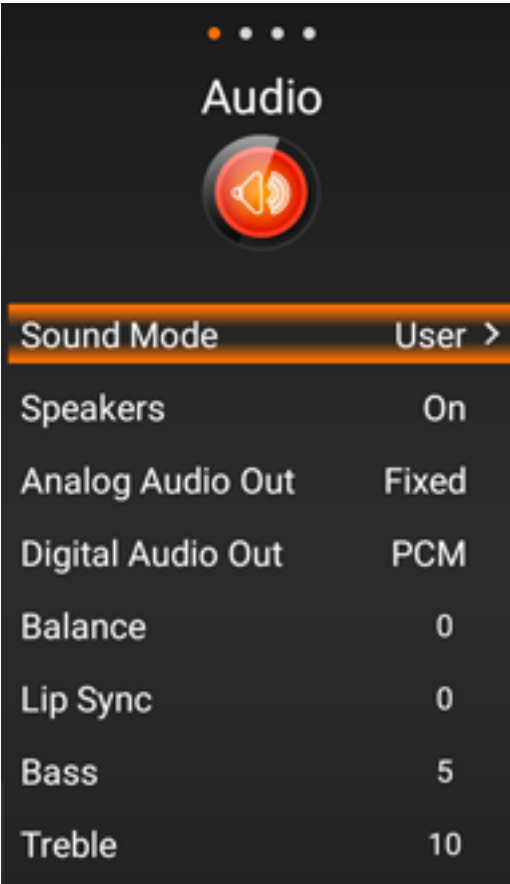 Audio
Sound Mode User >
Speakers On
Analog Audio Out Fixed
Digital Audio Out PCM
Balance 0
Lip Sync 0
Bass 5
Treble 10